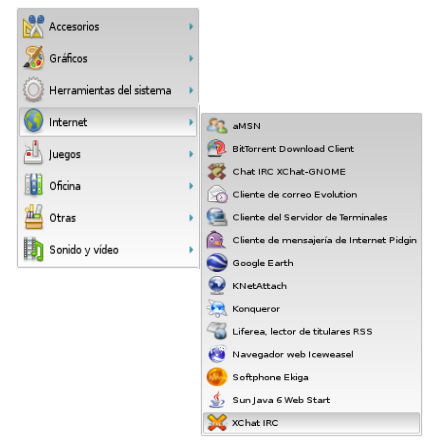 Accesorios
Gráficos
Herramientas del sistema
Internet
Juegos
Oficina
Otras
Sonido y vídeo
aMSN
BitTorrent Download Client
Chat IRC XChat-GNOME
Cliente de correo Evolution
Cliente del Servidor de Terminales
Cliente de mensajería de Internet Pidgin
Google Earth
KNetAttach
Konqueror
Liferea, lector de titulares RSS
Navegador web Iceweasel
Softphone Ekiga
Sun Java 6 Web Start
XChat IRC